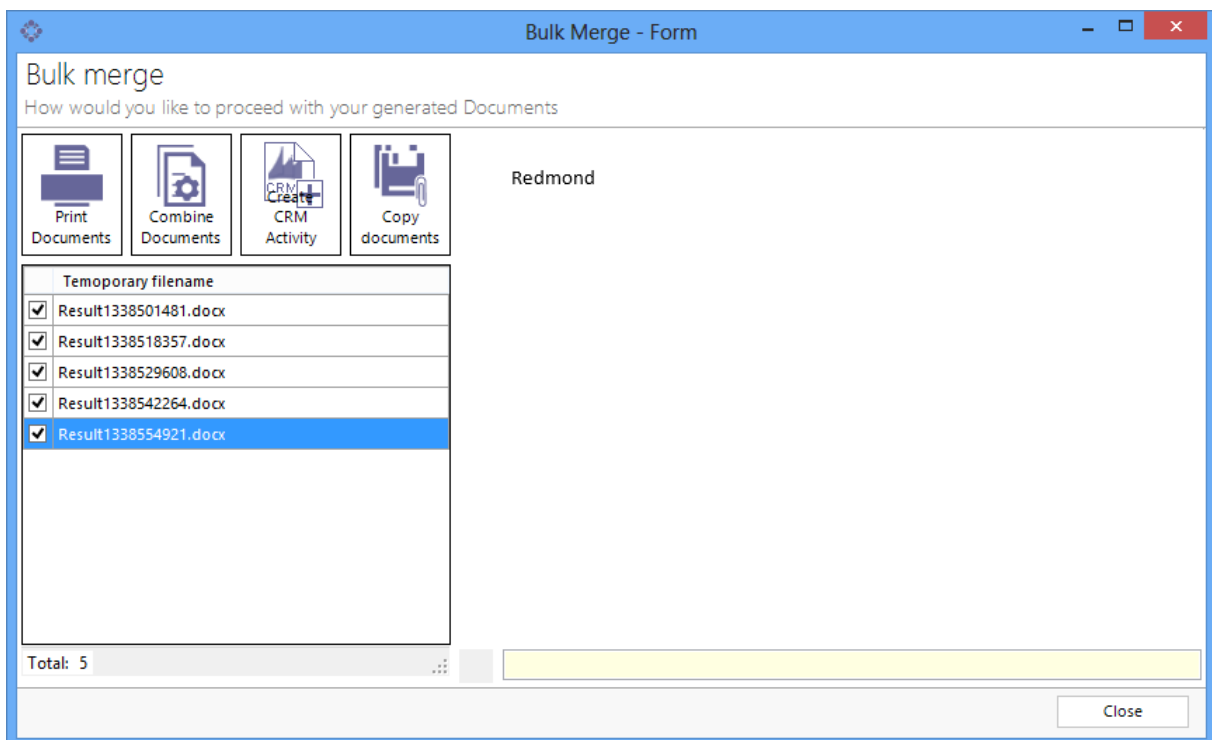 Bulk Merge - Form
Bulk merge
How would you like to proceed with your generated Documents
Print
Documents
Combine
Documents
CRM
Create
CRM
Activity
Copy
documents
Redmond
Temoporary filename
Result1338501481.docx
Result1338518357.docx
Result1338529608.docx
Result1338542264.docx
Result1338554921.docx
Total: 5
Close